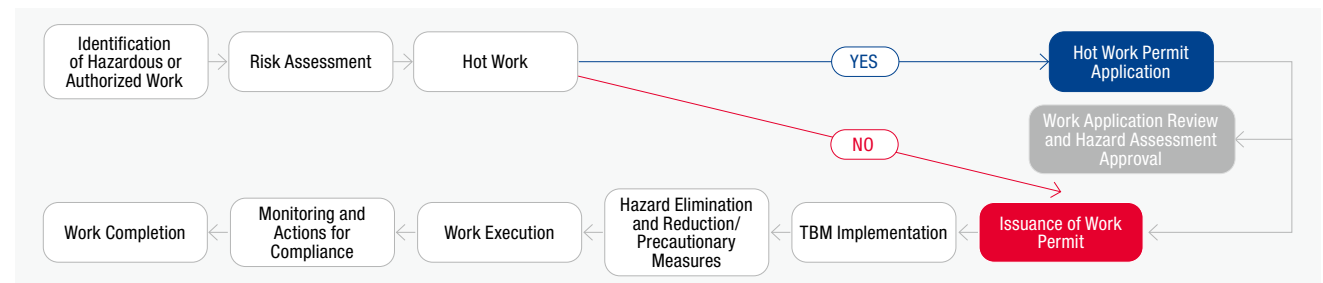 Identification
of Hazardous or
Authorized Work
Risk Assessment
Hot Work
YES
Hot Work Permit
Application
Work Application Review
and Hazard Assessment
Approval
NO
Issuance of Work
Permit
TBM Implementation
Hazard Elimination
and Reduction/
Precautionary
Measures
Work Execution
Monitoring and
Actions for
Compliance
Work Completion